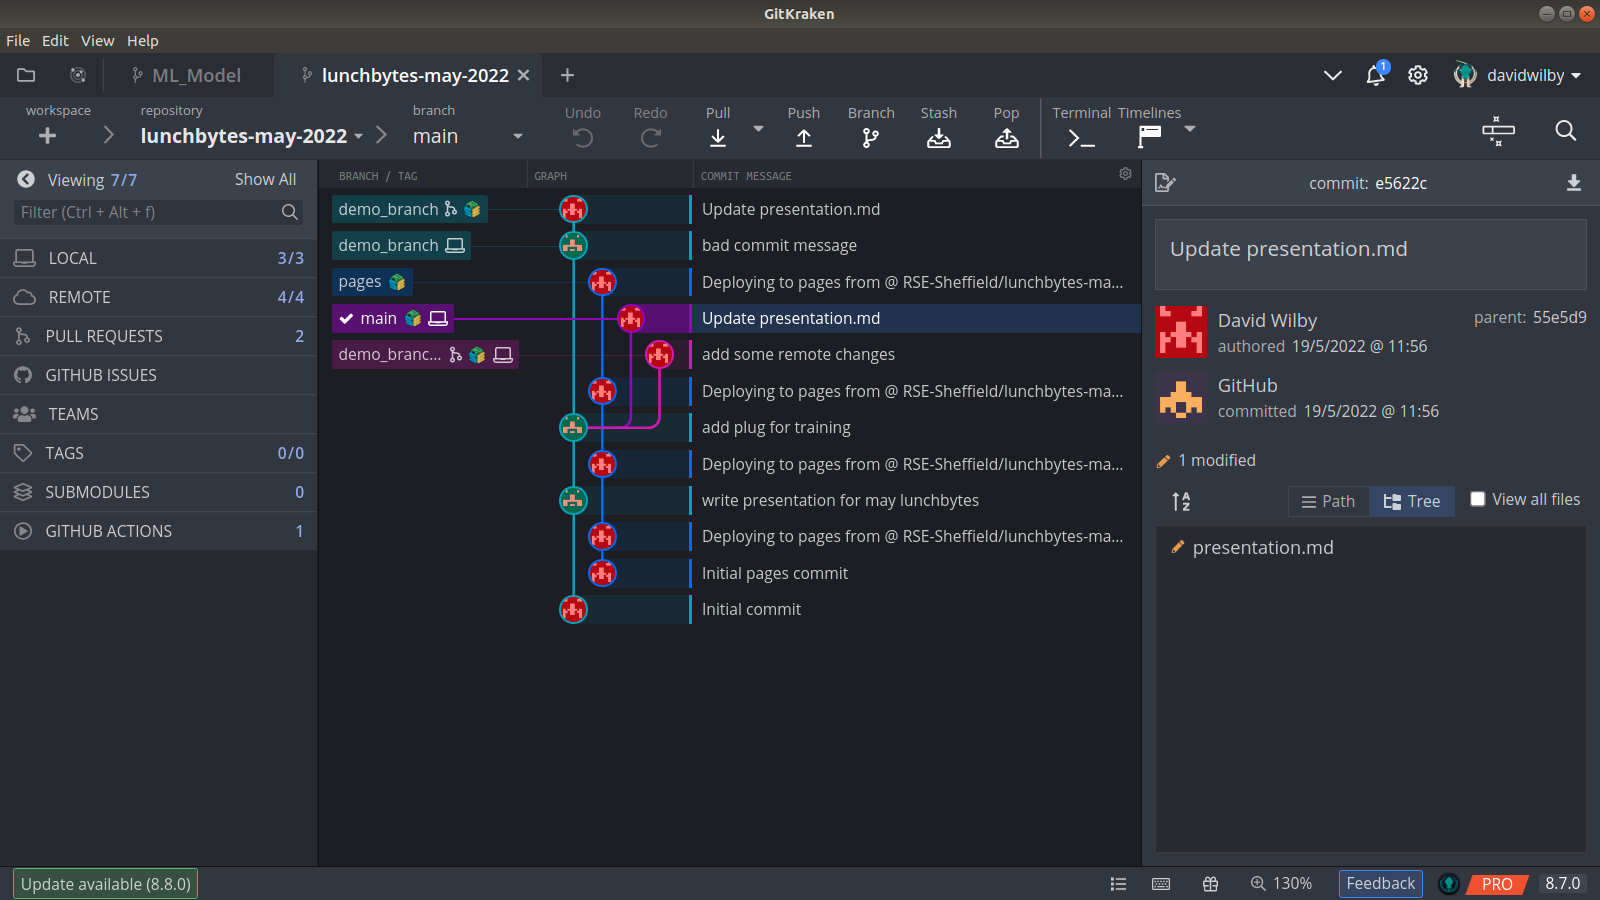 GitKraken
File Edit View Help
ML_Model
lunchbytes-may-2022
1
davidwilby
workspace
repository
lunchbytes-may-2022
branch
main
Undo
Redo
Pull
Push
Branch
Stash
Pop
Terminal
Timelines
Viewing 7/7
Show All
Filter (Ctrl + Alt + f)
LOCAL 3/3
REMOTE 4/4
PULL REQUESTS 2
GITHUB ISSUES
TEAMS
TAGS 0/0
SUBMODULES 0
GITHUB ACTIONS 1
BRANCH / TAG GRAPH COMMIT MESSAGE
demo_branch Update presentation.md
demo_branch bad commit message
pages Deploying to pages from @ RSE-Sheffield/lunchbytes-ma...
main Update presentation.md
demo_branc... add some remote changes
Deploying to pages from @ RSE-Sheffield/lunchbytes-ma...
add plug for training
Deploying to pages from @ RSE-Sheffield/lunchbytes-ma...
write presentation for may lunchbytes
Deploying to pages from @ RSE-Sheffield/lunchbytes-ma...
Initial pages commit
Initial commit
commit: e5622c
Update presentation.md
David Wilby
authored 19/5/2022 @ 11:56
parent: 55e5d9
GitHub
committed 19/5/2022 @ 11:56
1 modified
A
Z
Path
Tree
View all files
presentation.md
Update available (8.8.0)
130%
Feedback
PRO
8.7.0